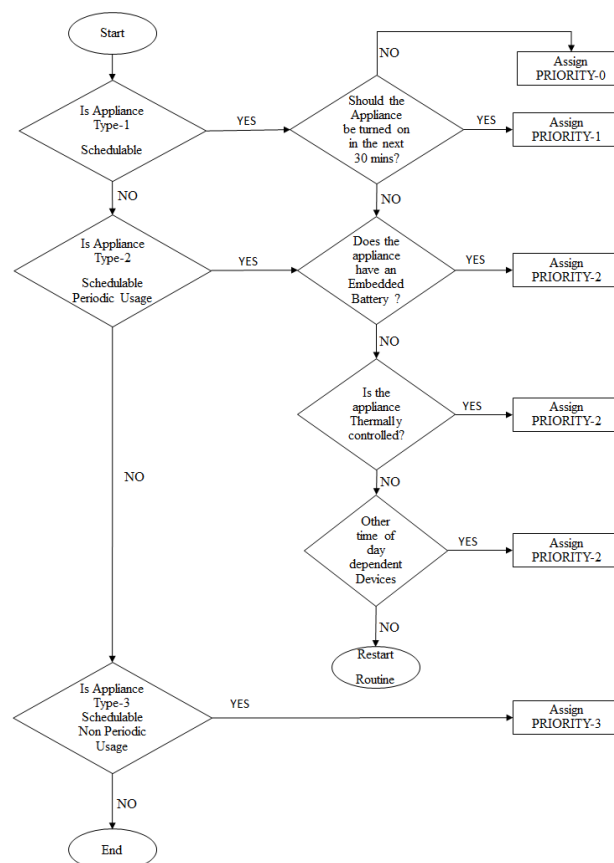 Start
NO
Assign
PRIORITY-0
Is Appliance
Type-1
Schedulable
YES
Should the
Appliance
be turned on
in the next
30 mins?
YES
Assign
PRIORITY-1
NO
NO
Is Appliance
Type-2
Schedulable
Periodic Usage
YES
Does the
appliance
have an
Embedded
Battery ?
YES
Assign
PRIORITY-2
NO
Is the
appliance
Thermally
controlled?
YES
Assign
PRIORITY-2
NO
NO
Other
time of
day
dependent
Devices
YES
Assign
PRIORITY-2
NO
Restart
Routine
Is Appliance
Type-3
Schedulable
Non Periodic
Usage
YES
Assign
PRIORITY-3
NO
End